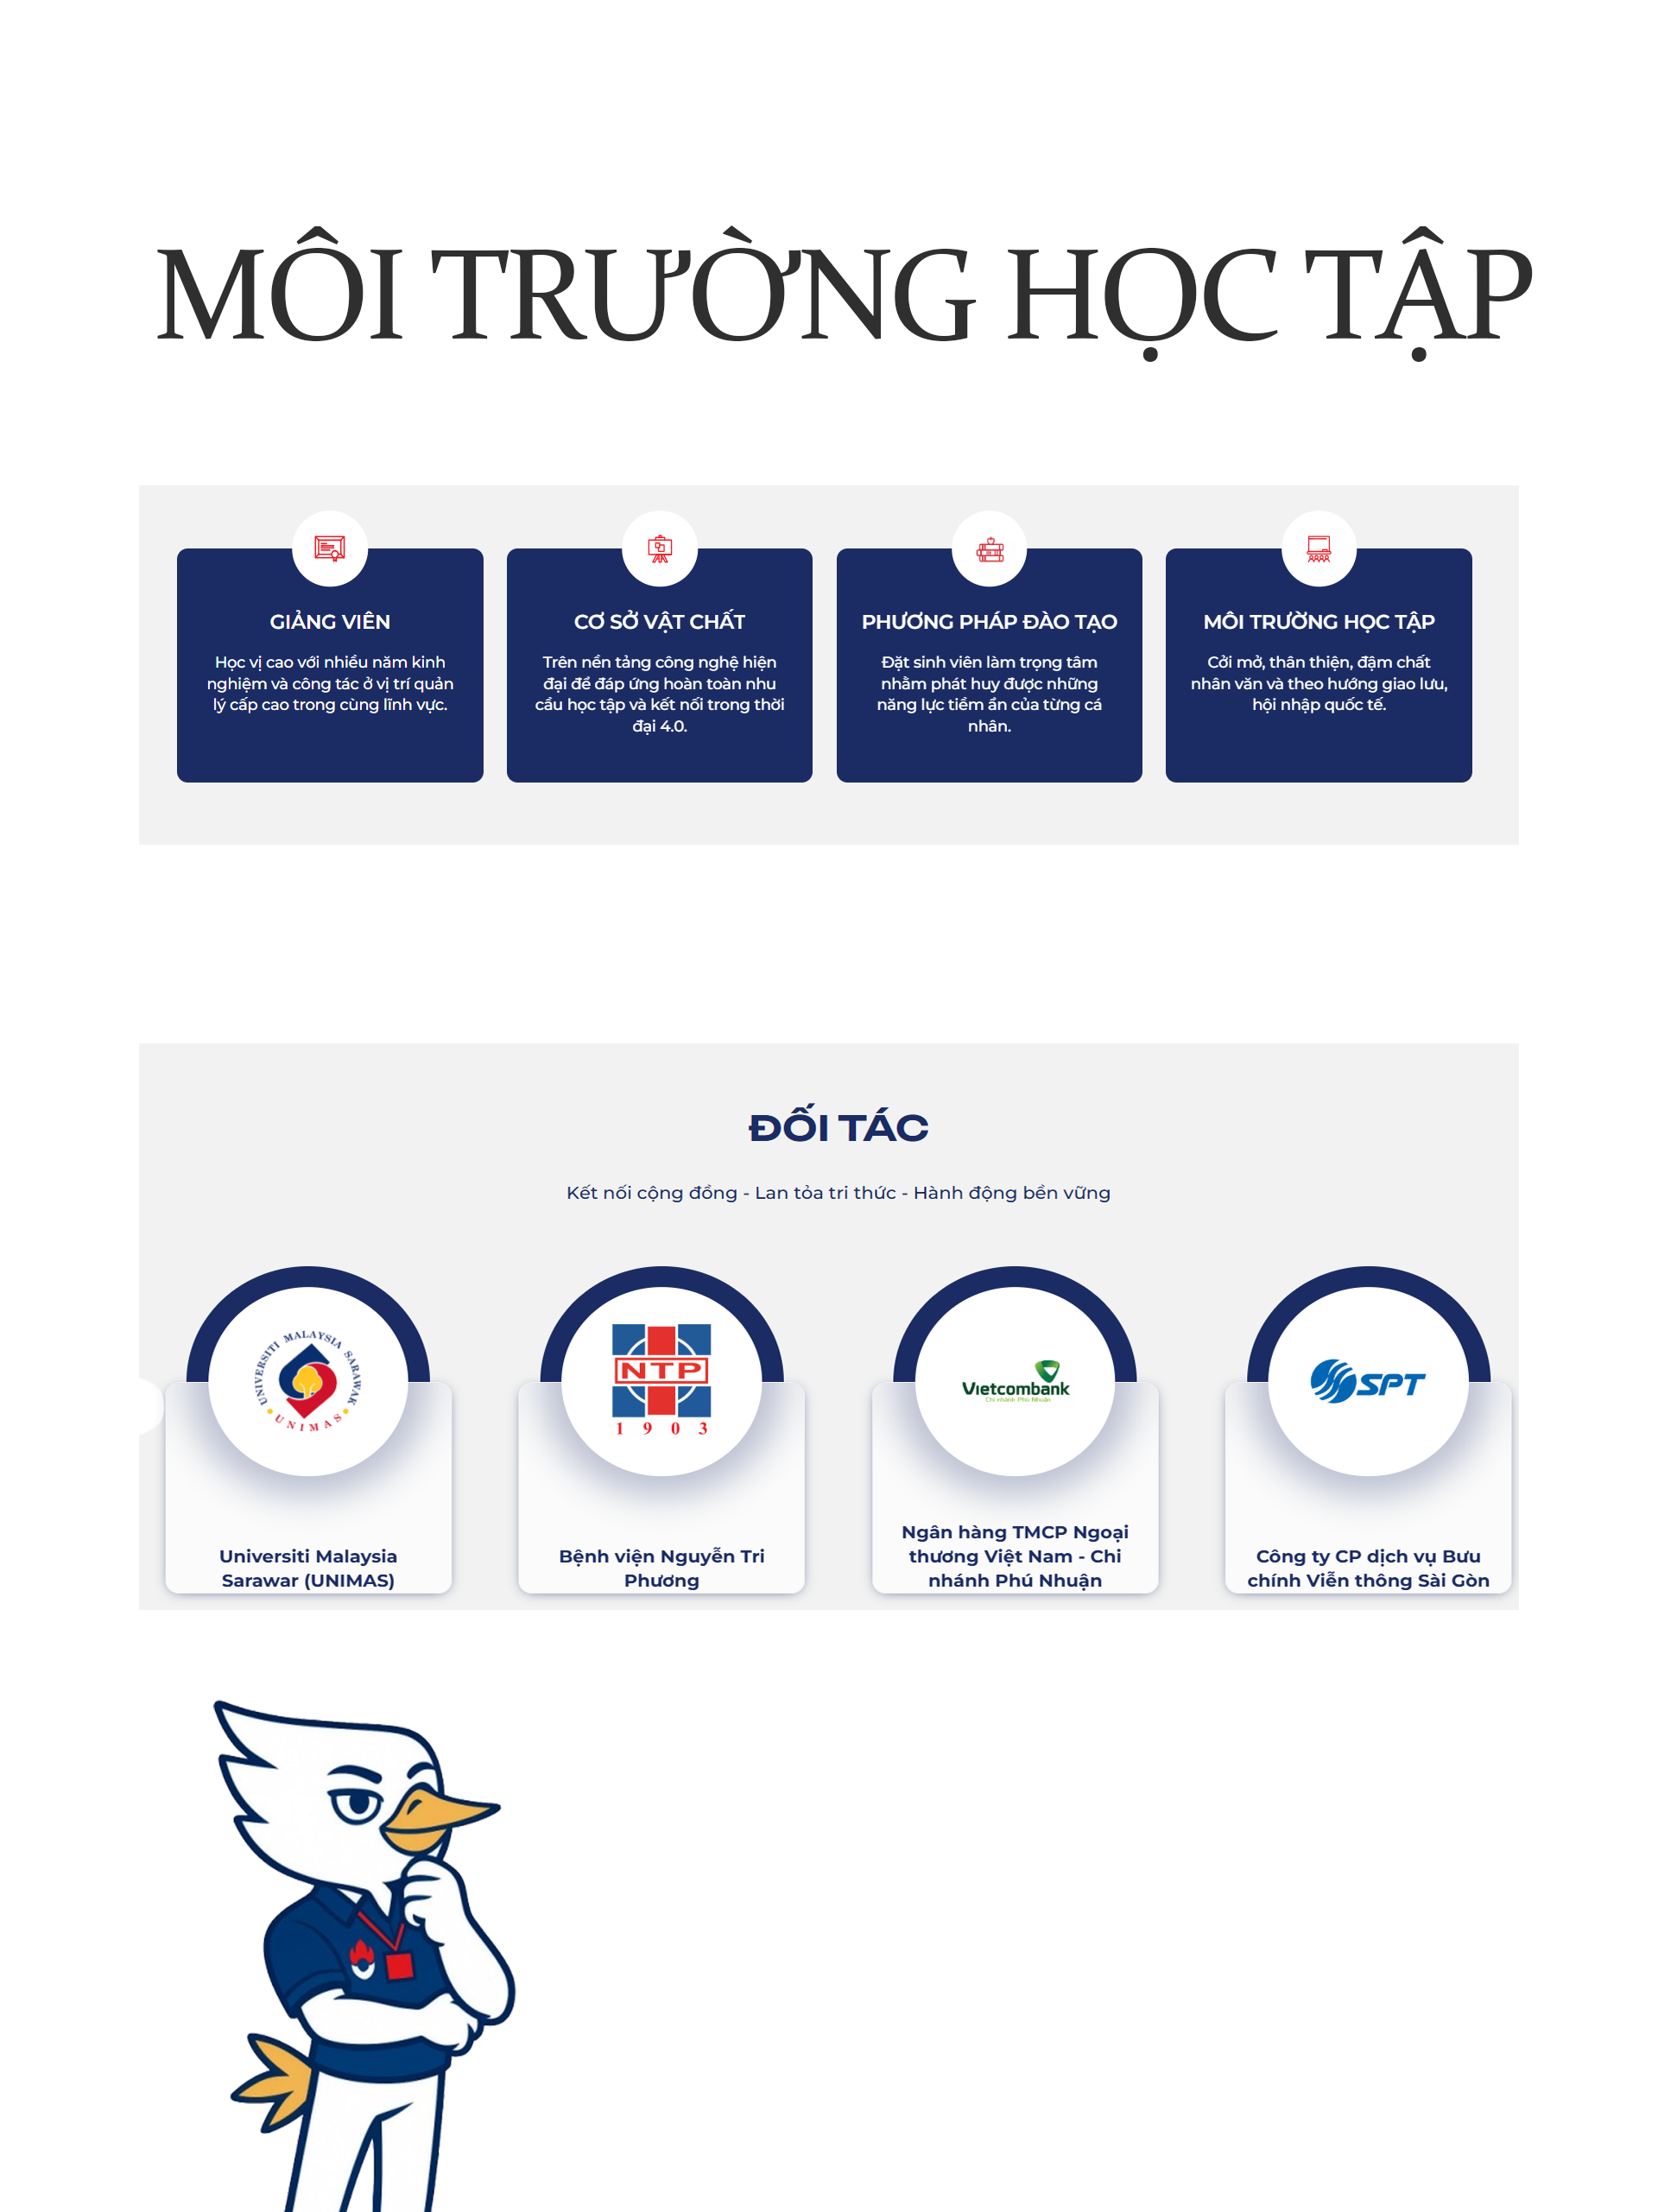 MÔI TRƯỜNG HỌC TẬP
GIẢNG VIÊN
Học vị cao với nhiều năm kinh
nghiệm và công tác ở vị trí quản
lý cấp cao trong cùng lĩnh vực.
CƠ SỞ VẬT CHẤT
Trên nền tảng công nghệ hiện
đại để đáp ứng hoàn toàn nhu
cầu học tập và kết nối trong thời
đại 4.0.
PHƯƠNG PHÁP ĐÀO TẠO
Đặt sinh viên làm trọng tâm
nhằm phát huy được những
năng lực tiềm ẩn của từng cá
nhân.
MÔI TRƯỜNG HỌC TẬP
Cởi mở, thân thiện, đậm chất
nhân văn và theo hướng giao lưu,
hội nhập quốc tế.
ĐỐI TÁC
Kết nối cộng đồng - Lan tỏa tri thức - Hành động bền vững
UNIVERSITI MALAYSIA SARAWAK
UNIMAS
Universiti Malaysia
Sarawar (UNIMAS)
NTP
1903
Bệnh viện Nguyễn Tri
Phương
Vietcombank
Chi nhánh Phú Nhuận
Ngân hàng TMCP Ngoại
thương Việt Nam - Chi
nhánh Phú Nhuận
SPT
Công ty CP dịch vụ Bưu
chính Viễn thông Sài Gòn